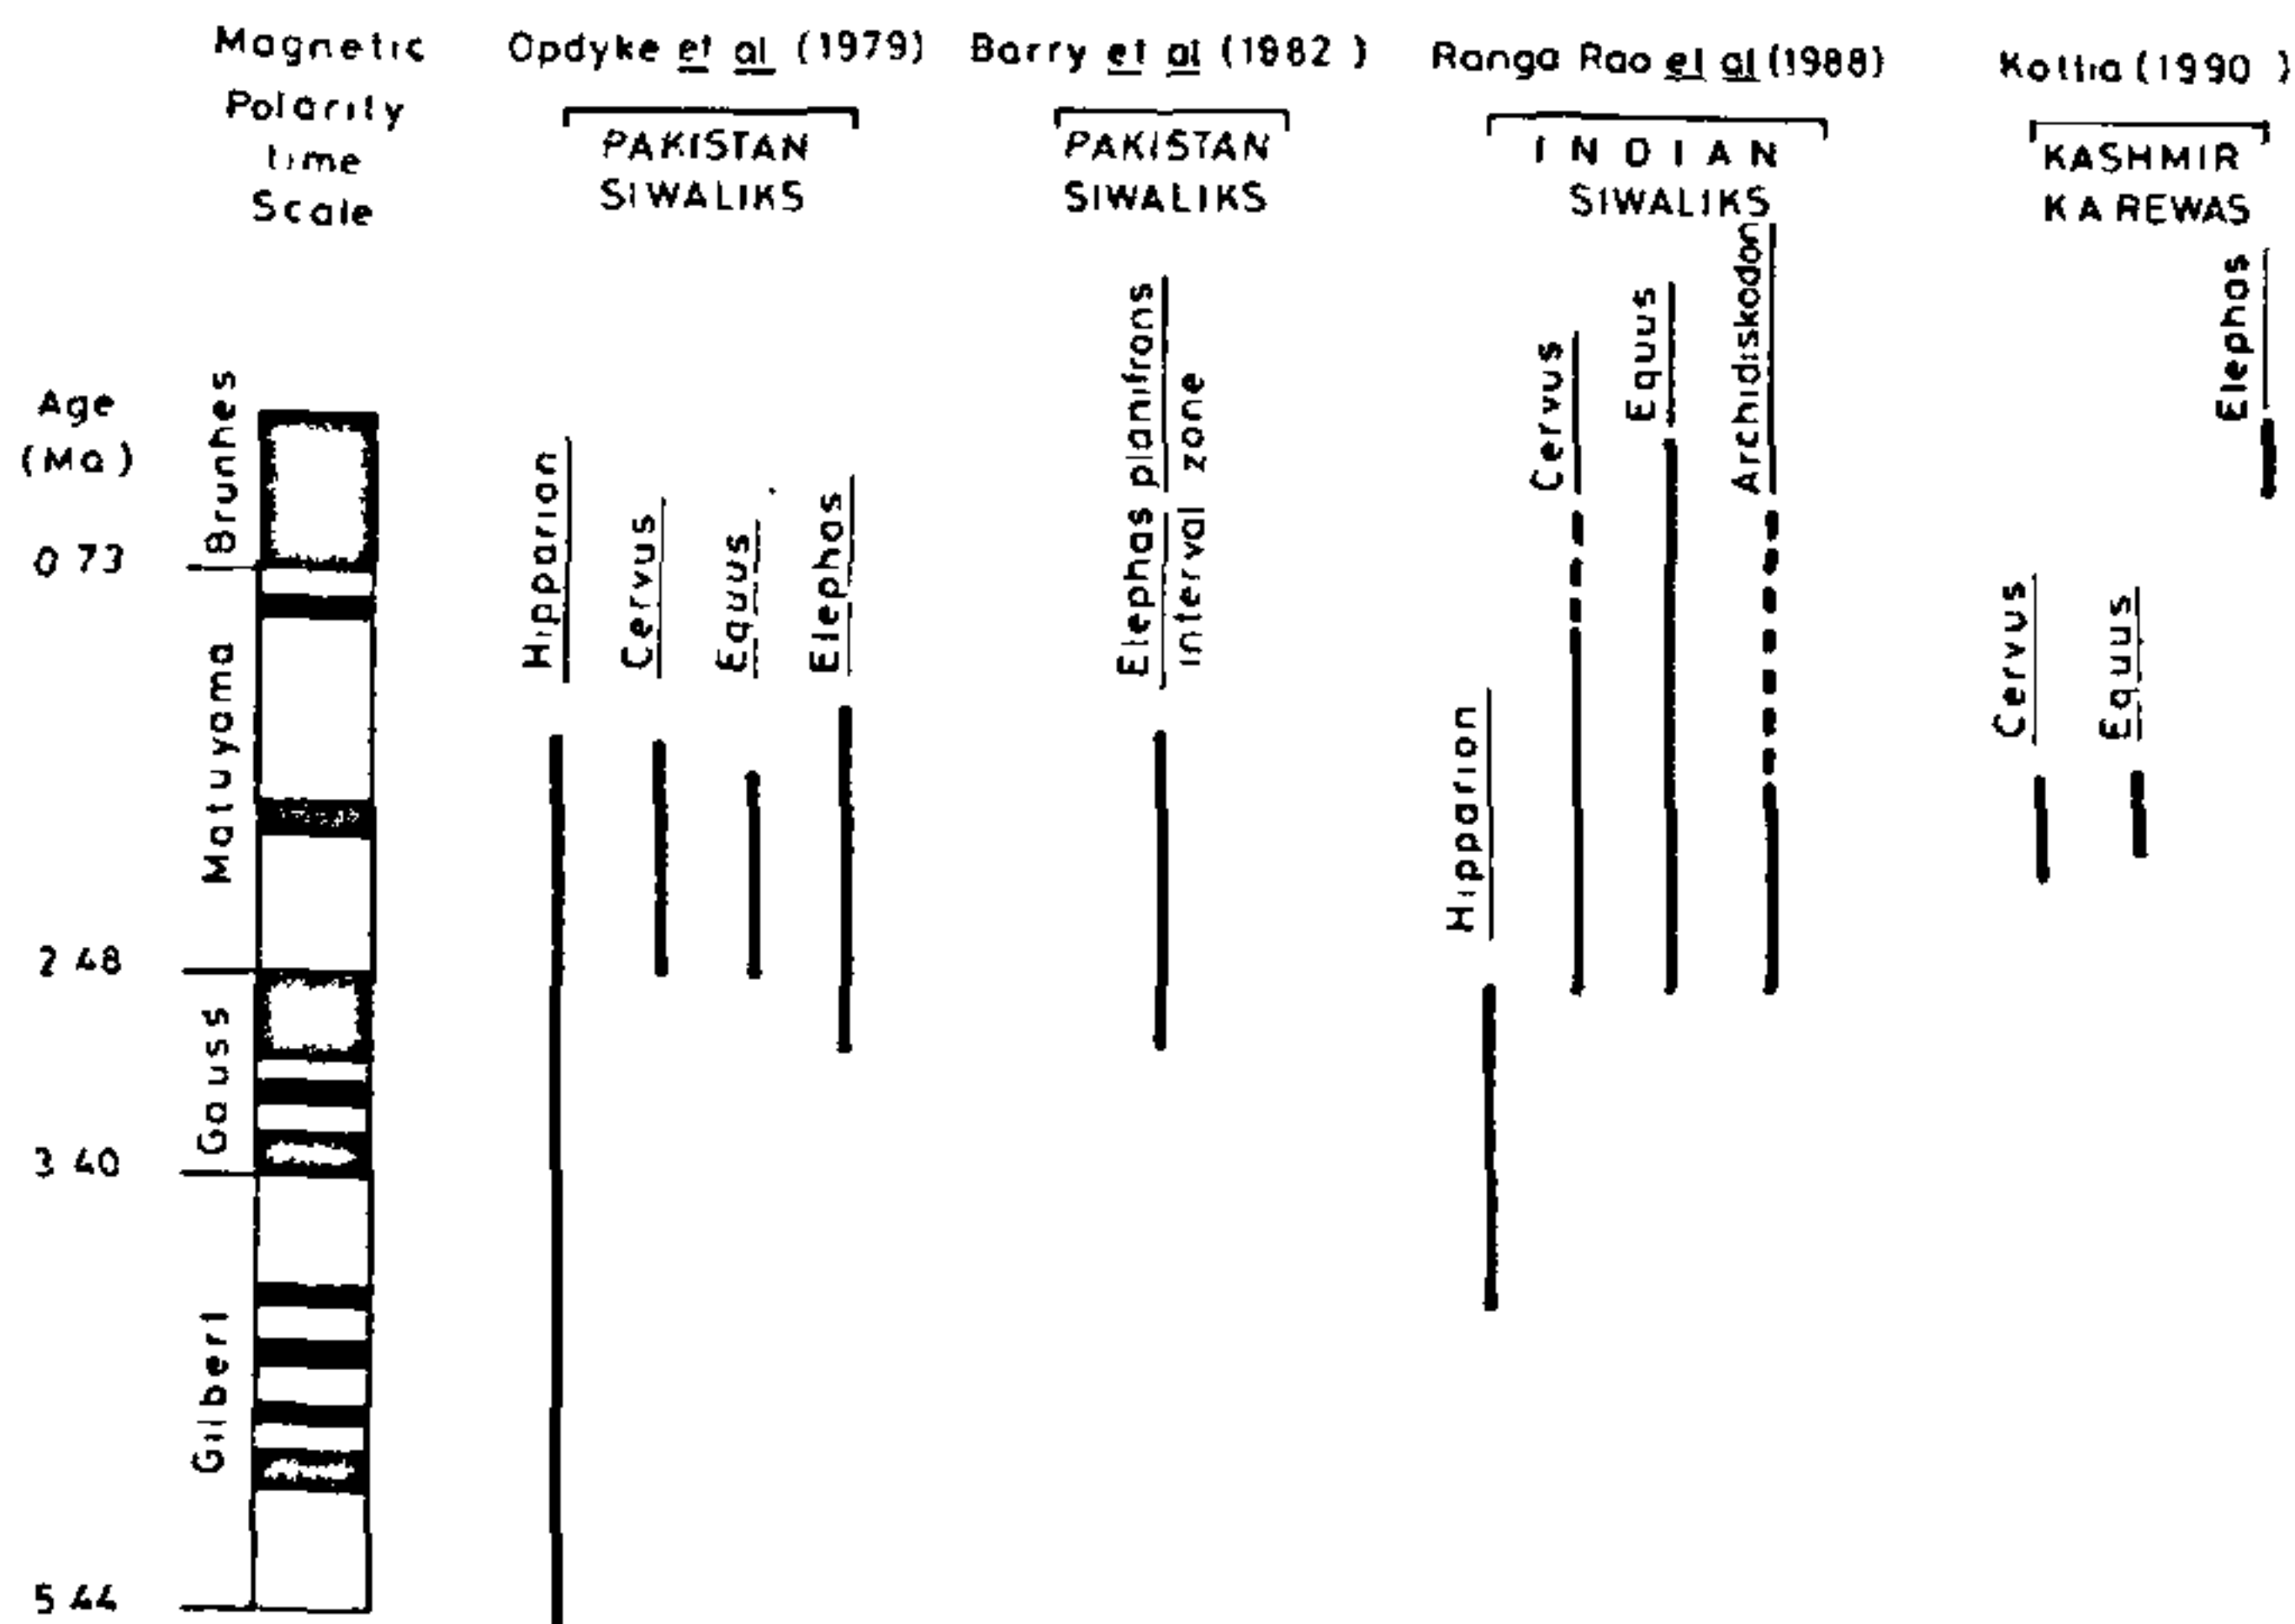 Magnetic
Polarity
time
Scale
Opdyke et al (1979)
PAKISTAN
SIWALIKS
Barry et al (1982)
PAKISTAN
SIWALIKS
Ranga Rao et al (1988)
INDIAN
SIWALIKS
Kottia (1990)
KASHMIR
KAREWAS
Age
(Ma)
0 73
2 48
3 40
5 44
Brunhes
Matuyama
Gauss
Gilbert
Hipparion
Cervus
Equus
Elephas
Elephas planifrons
interval zone
Hipparion
Cervus
Equus
Archidiskodon
Cervus
Equus
Elephas